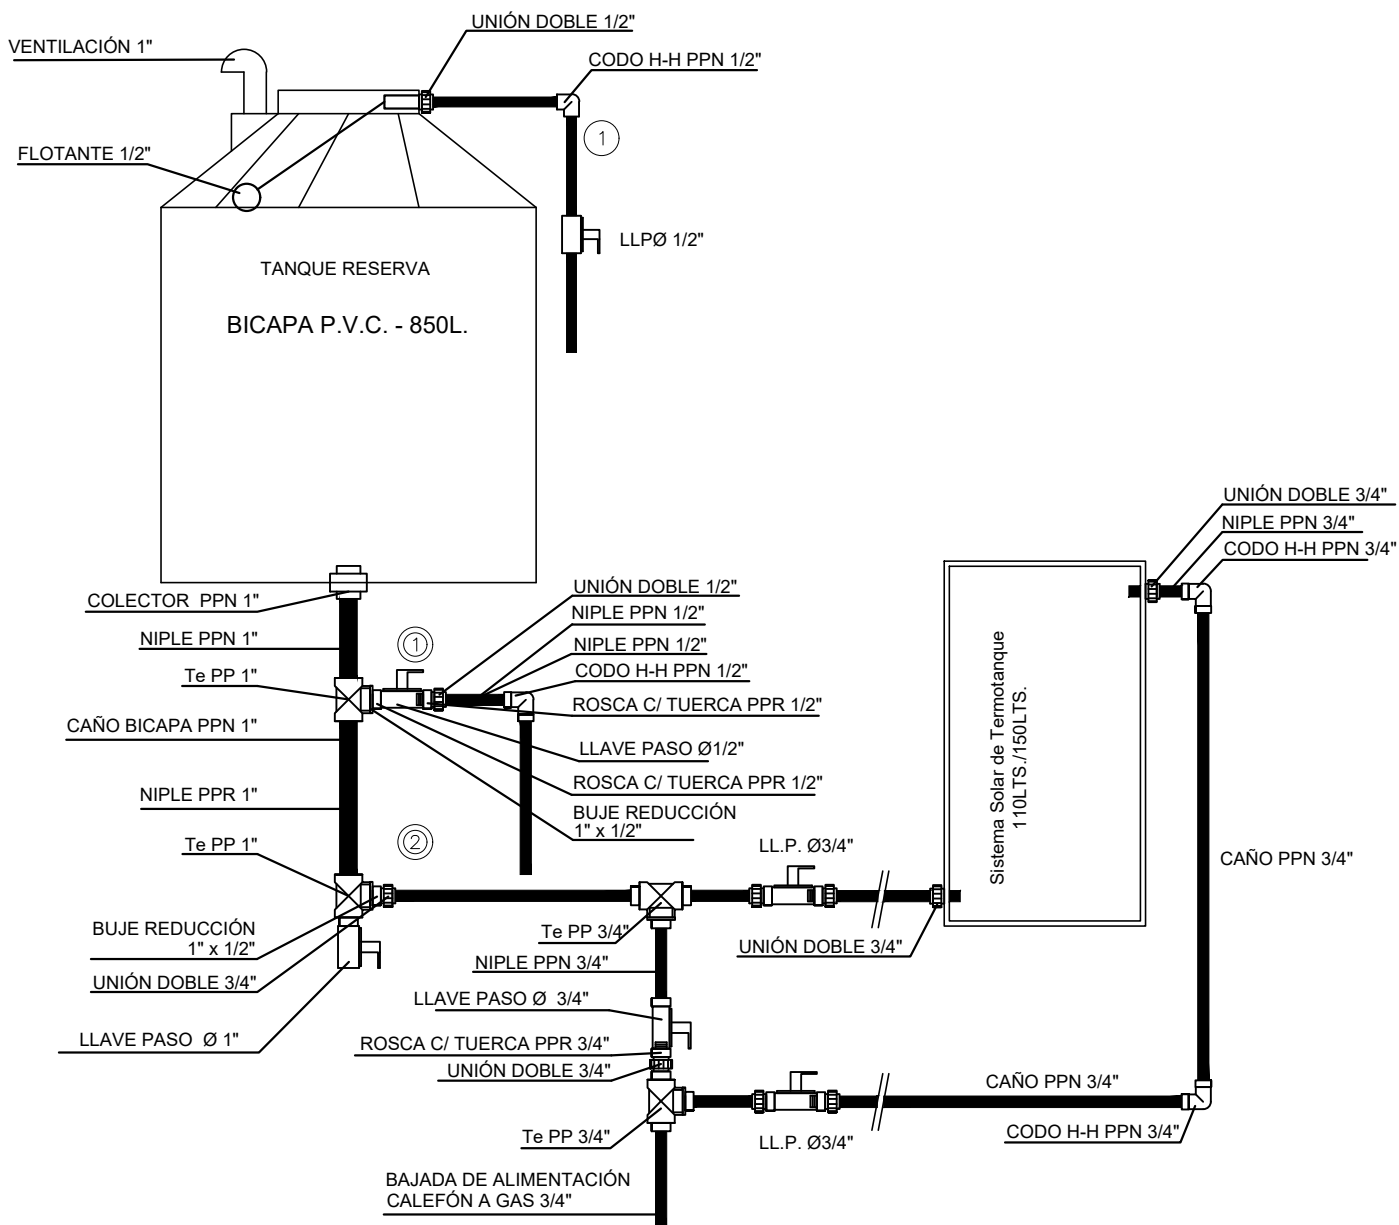 UNIÓN DOBLE 1/2"
VENTILACIÓN 1"
CODO H-H PPN 1/2"
1
FLOTANTE 1/2"
LLPØ 1/2"
TANQUE RESERVA
BICAPA P.V.C. - 850L.
UNIÓN DOBLE 3/4"
NIPLE PPN 3/4"
CODO H-H PPN 3/4"
COLECTOR PPN 1"
UNIÓN DOBLE 1/2"
NIPLE PPN 1/2"
NIPLE PPN 1"
1
NIPLE PPN 1/2"
Te PP 1"
CODO H-H PPN 1/2"
ROSCA C/ TUERCA PPR 1/2"
CAÑO BICAPA PPN 1"
LLAVE PASO Ø1/2"
ROSCA C/ TUERCA PPR 1/2"
NIPLE PPR 1"
BUJE REDUCCIÓN
1" x 1/2"
Sistema Solar de Termotanque
110LTS./150LTS.
2
Te PP 1"
LL.P. Ø3/4"
CAÑO PPN 3/4"
BUJE REDUCCIÓN
1" x 1/2"
Te PP 3/4"
UNIÓN DOBLE 3/4"
NIPLE PPN 3/4"
UNIÓN DOBLE 3/4"
LLAVE PASO Ø 3/4"
LLAVE PASO Ø 1"
ROSCA C/ TUERCA PPR 3/4"
UNIÓN DOBLE 3/4"
CAÑO PPN 3/4"
Te PP 3/4"
LL.P. Ø3/4"
CODO H-H PPN 3/4"
BAJADA DE ALIMENTACIÓN
CALEFÓN A GAS 3/4"